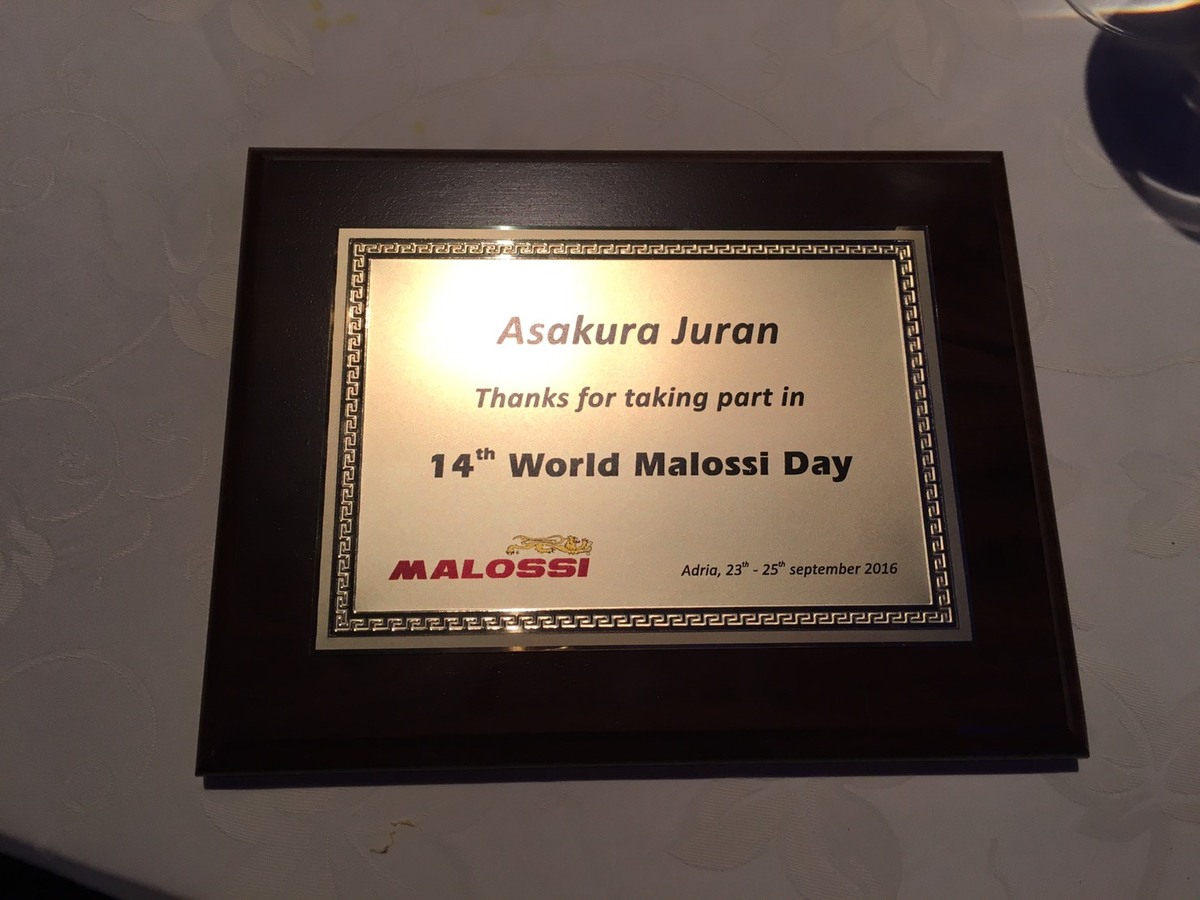 Asakura Juran
Thanks for taking part in
14th World Malossi Day
MALOSSI
Adria, 23th - 25th september 2016